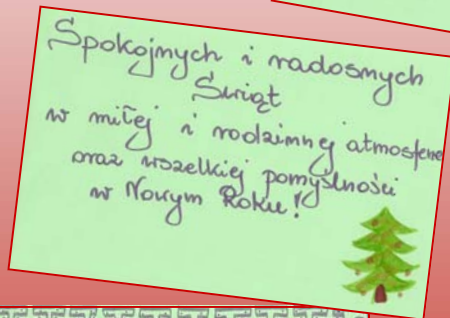 Spokojnych i radosnych
Świąt
w miłej i rodzinnej atmosferze
oraz wszelkiej pomyślności
w Nowym Roku!